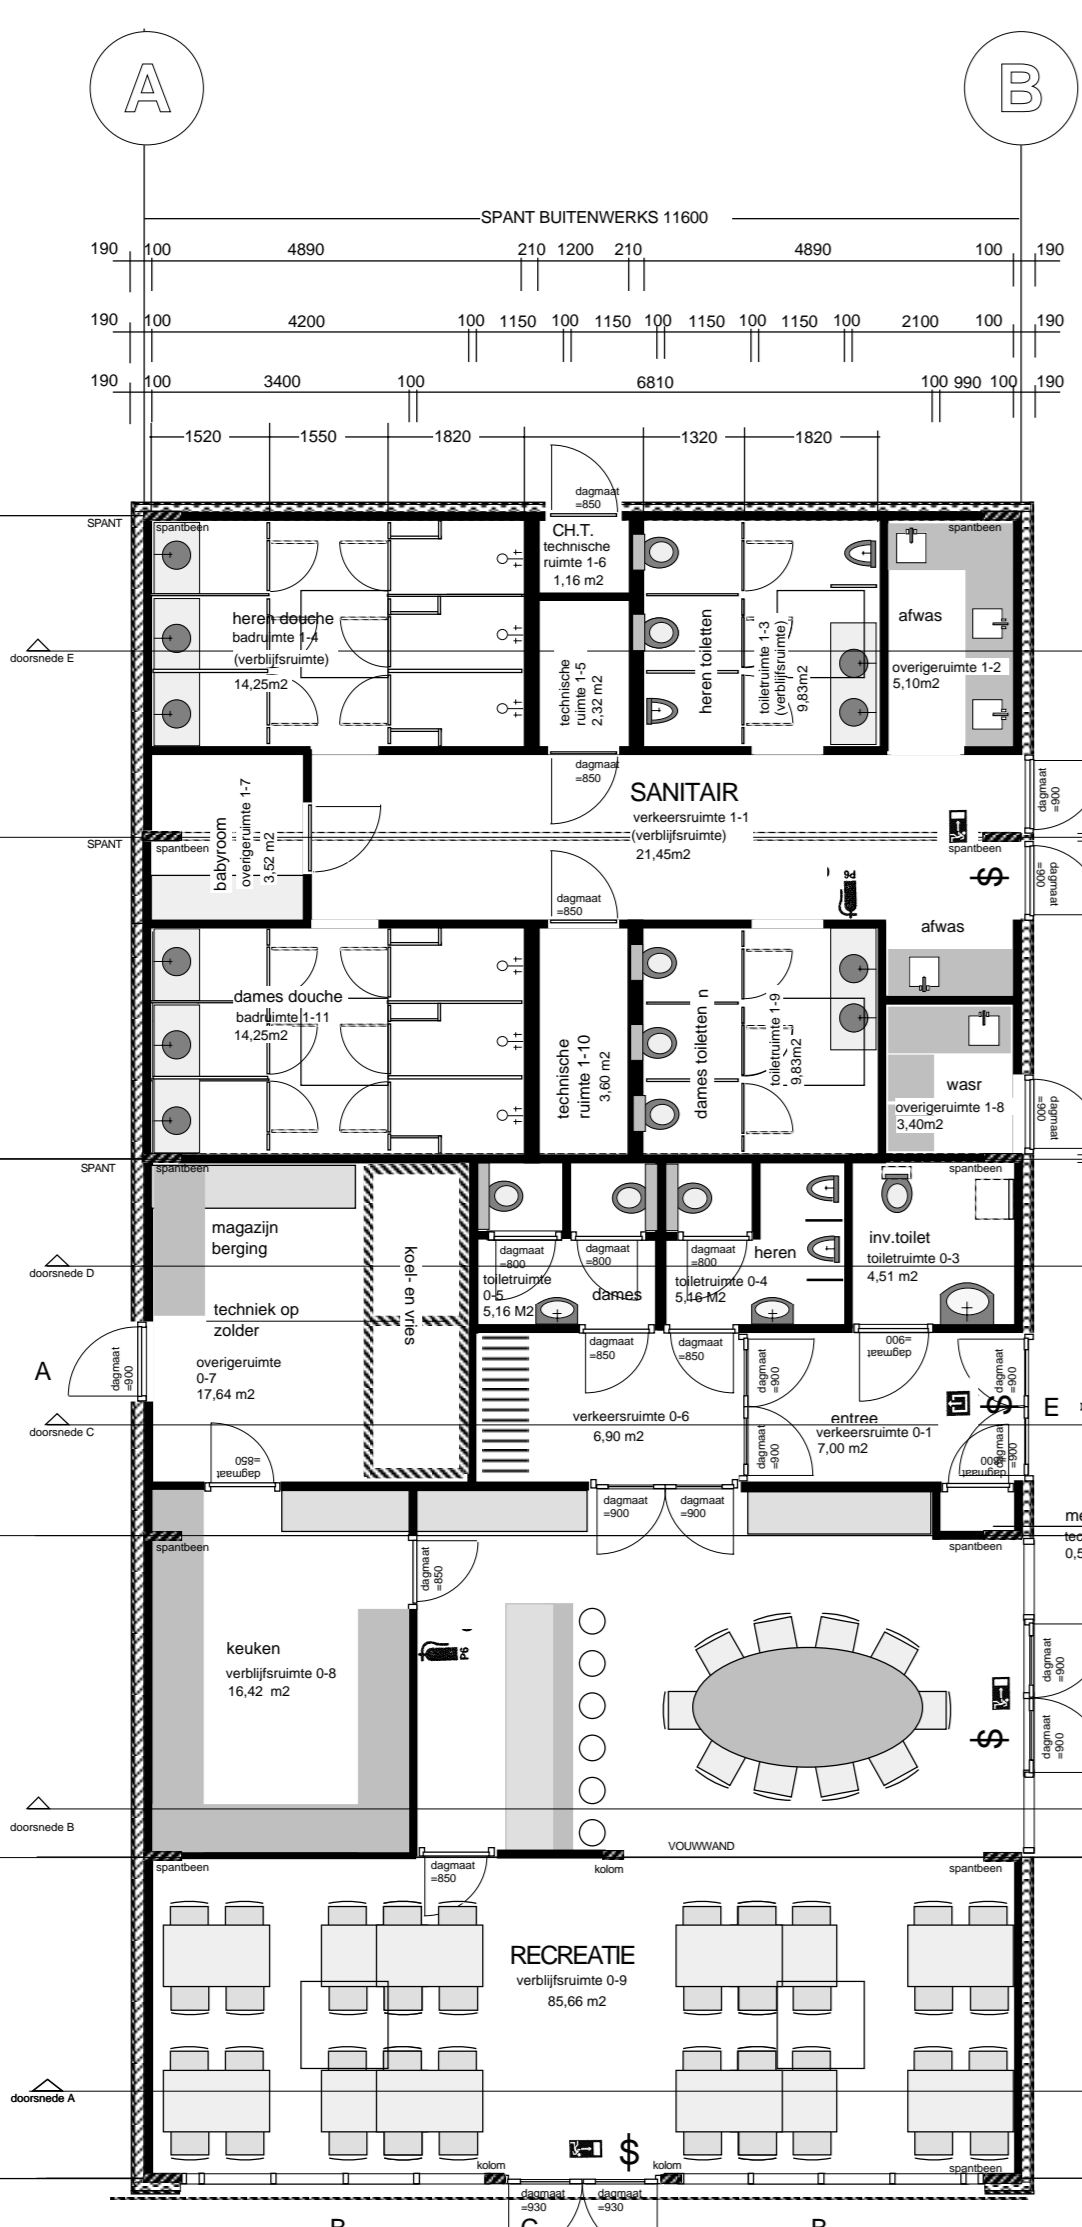 A
B
SPANT BUITENWERKS 11600
190 100 4890 210 1200 210 4890 100 190
190 100 4200 100 1150 100 1150 100 1150 100 1150 100 2100 100 190
190 100 3400 100 6810 100 990 100 190
1520 1550 1820 1320 1820
dagmaat
=850
SPANT
spantbeen
spantbeen
CH.T.
technische
ruimte 1-6
1,16 m2
heren douche
badruimte 1-4
(verblijfsruimte)
14,25m2
technische
ruimte 1-5
2,32 m2
heren toiletten
toiletruimte 1-3
(verblijfsruimte)
9,83m2
afwas
overigeruimte 1-2
5,10m2
doorsnede E
dagmaat
=850
SANITAIR
verkeersruimte 1-1
(verblijfsruimte)
21,45m2
dagmaat
=900
babyroom
overigeruimte 1-7
3,52 m2
SPANT
spantbeen
spantbeen
$
P6
dagmaat
=900
dagmaat
=850
afwas
dames douche
badruimte 1-11
14,25m2
technische
ruimte 1-10
3,60 m2
dames toiletten n
toiletruimte 1-9
9,83m2
wasr
overigeruimte 1-8
3,40m2
dagmaat
=900
SPANT
spantbeen
spantbeen
magazijn
berging
techniek op
zolder
overigeruimte
0-7
17,64 m2
koel- en vries
dagmaat
=800
dagmaat
=800
dagmaat
=800
toiletruimte
0-5
5,16 M2
dames
heren
toiletruimte 0-4
5,16 M2
inv.toilet
toiletruimte 0-3
4,51 m2
doorsnede D
A
dagmaat
=900
dagmaat
=850
dagmaat
=850
dagmaat
=900
dagmaat
=900
dagmaat
=900
doorsnede C
verkeersruimte 0-6
6,90 m2
entree
verkeersruimte 0-1
7,00 m2
$
E
dagmaat
=850
dagmaat
=900
dagmaat
=900
dagmaat
=600
dagmaat
=900
dagmaat
=900
me
tec
0,5
spantbeen
spantbeen
dagmaat
=850
keuken
verblijfsruimte 0-8
16,42 m2
P6
dagmaat
=900
$
dagmaat
=900
doorsnede B
VOUWWAND
spantbeen
kolom
spantbeen
dagmaat
=850
RECREATIE
verblijfsruimte 0-9
85,66 m2
doorsnede A
$
kolom
kolom
spantbeen
dagmaat
=930
dagmaat
=930
B
C
B